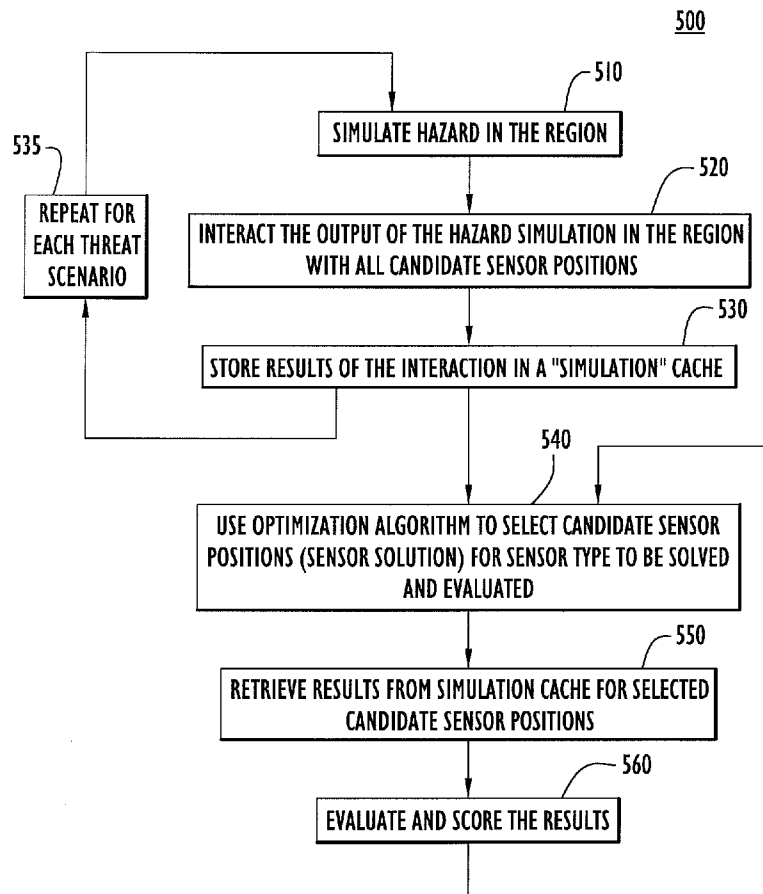 500
510
SIMULATE HAZARD IN THE REGION
535
REPEAT FOR
EACH THREAT
SCENARIO
520
INTERACT THE OUTPUT OF THE HAZARD SIMULATION IN THE REGION
WITH ALL CANDIDATE SENSOR POSITIONS
530
STORE RESULTS OF THE INTERACTION IN A "SIMULATION" CACHE
540
USE OPTIMIZATION ALGORITHM TO SELECT CANDIDATE SENSOR
POSITIONS (SENSOR SOLUTION) FOR SENSOR TYPE TO BE SOLVED
AND EVALUATED
550
RETRIEVE RESULTS FROM SIMULATION CACHE FOR SELECTED
CANDIDATE SENSOR POSITIONS
560
EVALUATE AND SCORE THE RESULTS